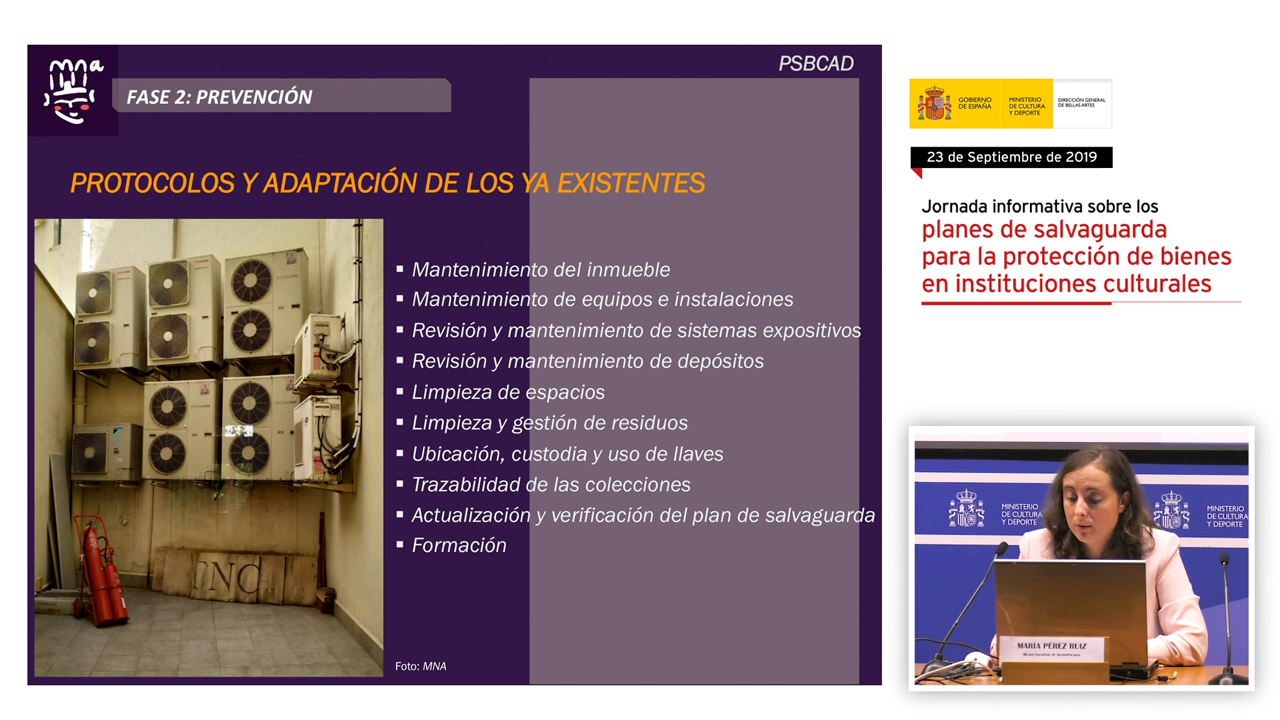 PSBCAD
mna
FASE 2: PREVENCIÓN
PROTOCOLOS Y ADAPTACIÓN DE LOS YA EXISTENTES
▪ Mantenimiento del inmueble
▪ Mantenimiento de equipos e instalaciones
▪ Revisión y mantenimiento de sistemas expositivos
▪ Revisión y mantenimiento de depósitos
▪ Limpieza de espacios
▪ Limpieza y gestión de residuos
▪ Ubicación, custodia y uso de llaves
▪ Trazabilidad de las colecciones
▪ Actualización y verificación del plan de salvaguarda
▪ Formación
Foto: MNA
GOBIERNO
DE ESPAÑA
MINISTERIO
DE CULTURA
Y DEPORTE
DIRECCIÓN GENERAL
DE BELLAS ARTES
23 de Septiembre de 2019
Jornada informativa sobre los
planes de salvaguarda
para la protección de bienes
en instituciones culturales
MINISTERIO
DE CULTURA
Y DEPORTE
MINISTERIO
DE CULTURA
Y DEPORTE
MARÍA PÉREZ RUIZ